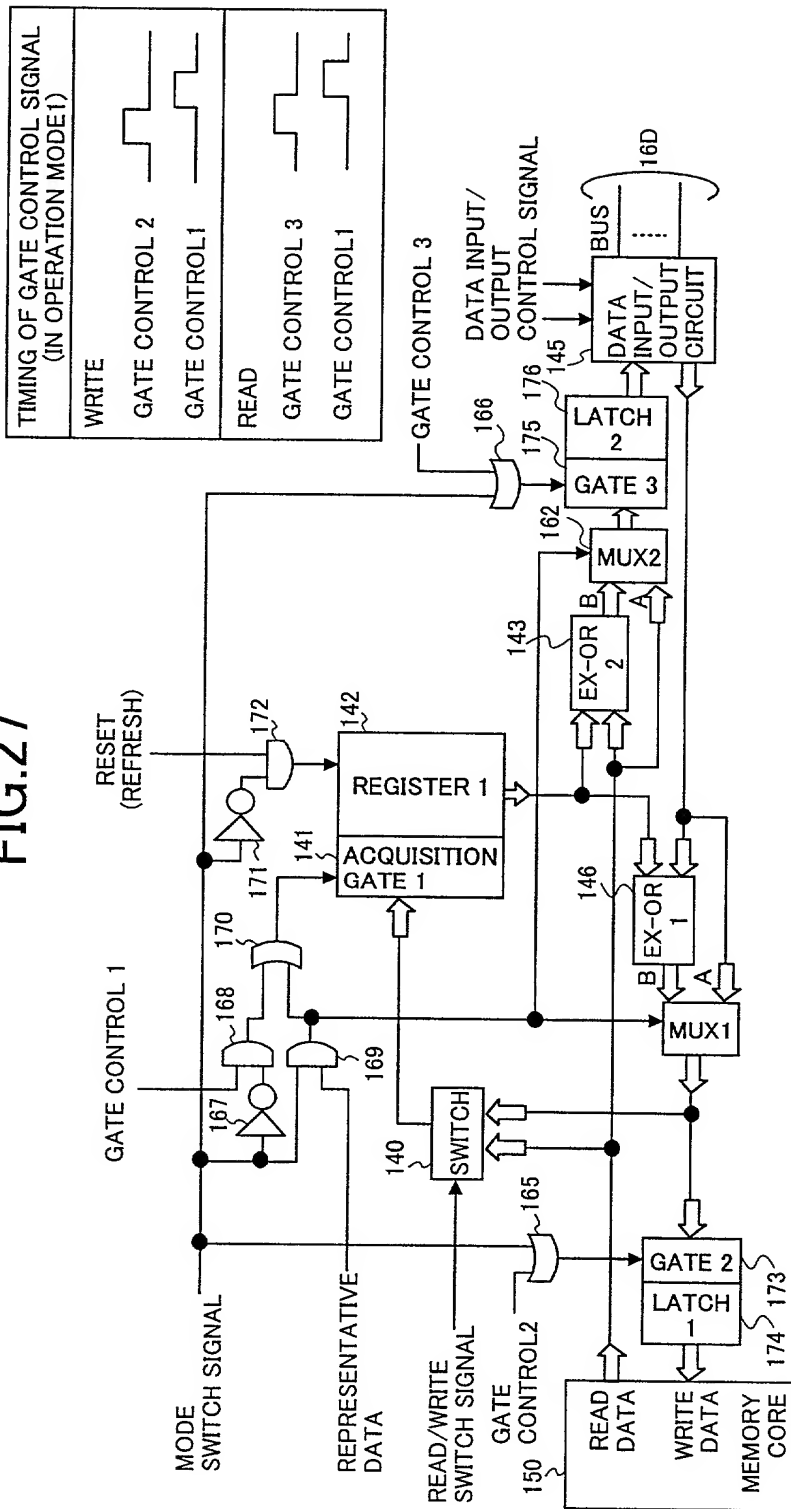 FIG.27
TIMING OF GATE CONTROL SIGNAL
(IN OPERATION MODE1)
WRITE
GATE CONTROL 2
GATE CONTROL1
READ
GATE CONTROL 3
GATE CONTROL1
GATE CONTROL 1
MODE
SWITCH SIGNAL
REPRESENTATIVE
DATA
READ/WRITE
SWITCH SIGNAL
GATE
CONTROL2
RESET
(REFRESH)
GATE CONTROL 3
DATA INPUT/
OUTPUT
CONTROL SIGNAL
167
168
169
170
171
172
141
142
ACQUISITION
GATE 1
REGISTER 1
140
SWITCH
165
166
143
EX-OR
2
B
A
162
MUX2
175
176
GATE 3
LATCH
2
145
DATA
INPUT/
OUTPUT
CIRCUIT
BUS
16D
146
EX-OR
1
B
A
MUX1
GATE 2
LATCH
1
173
174
150
READ
DATA
WRITE
DATA
MEMORY
CORE